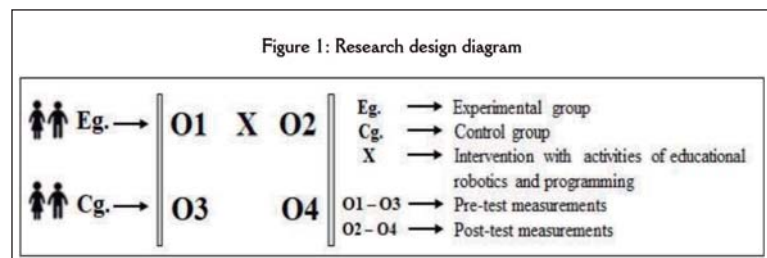 Figure 1: Research design diagram
Eg. → O1 X O2
Cg. → O3 O4
Eg. → Experimental group
Cg. → Control group
X → Intervention with activities of educational
robotics and programming
O1 – O3 → Pre-test measurements
O2 – O4 → Post-test measurements